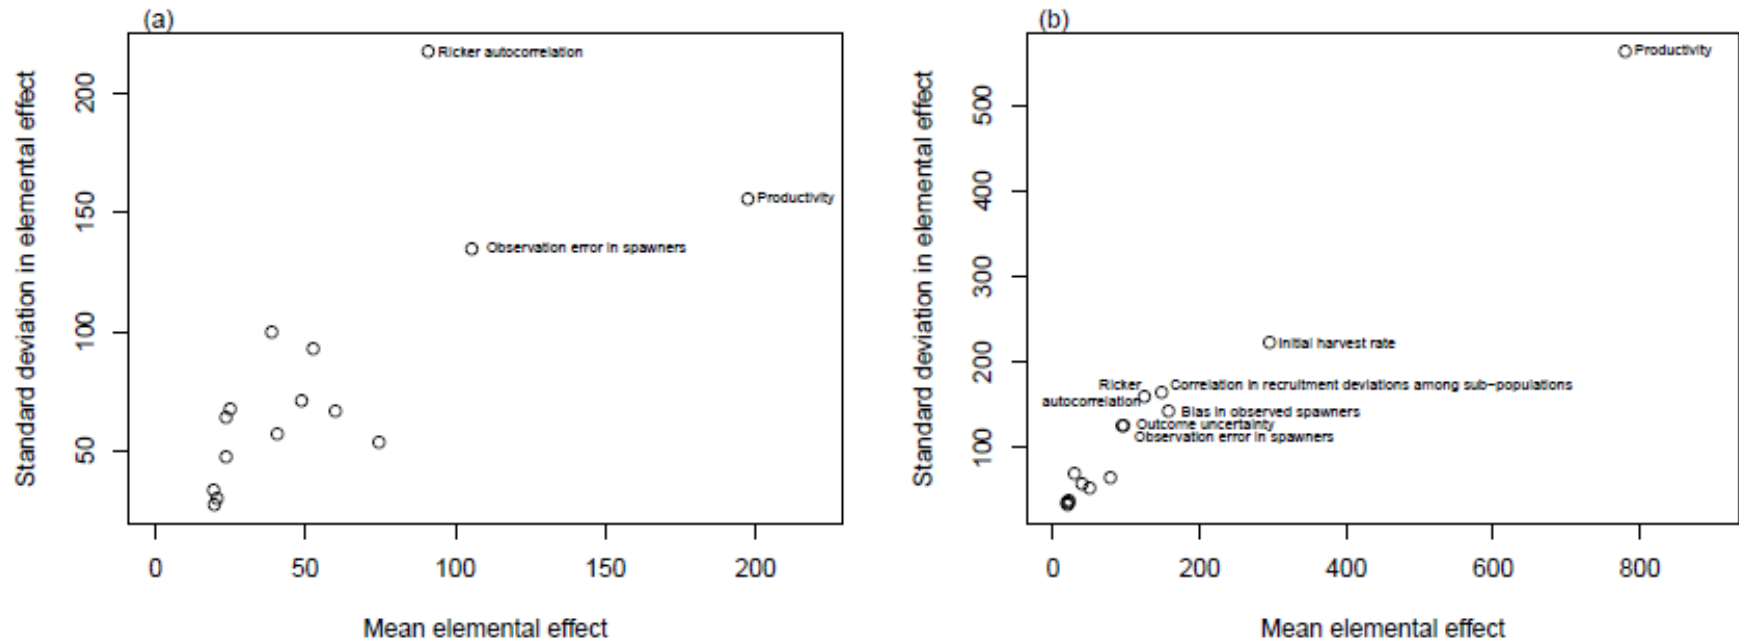 (a)
Standard deviation in elemental effect
200
150
100
50
Ricker autocorrelation
Productivity
Observation error in spawners
0 50 100 150 200
Mean elemental effect
(b)
Standard deviation in elemental effect
500
400
300
200
100
Productivity
Initial harvest rate
Ricker
autocorrelation
Correlation in recruitment deviations among sub-populations
Bias in observed spawners
Outcome uncertainty
Observation error in spawners
0 200 400 600 800
Mean elemental effect